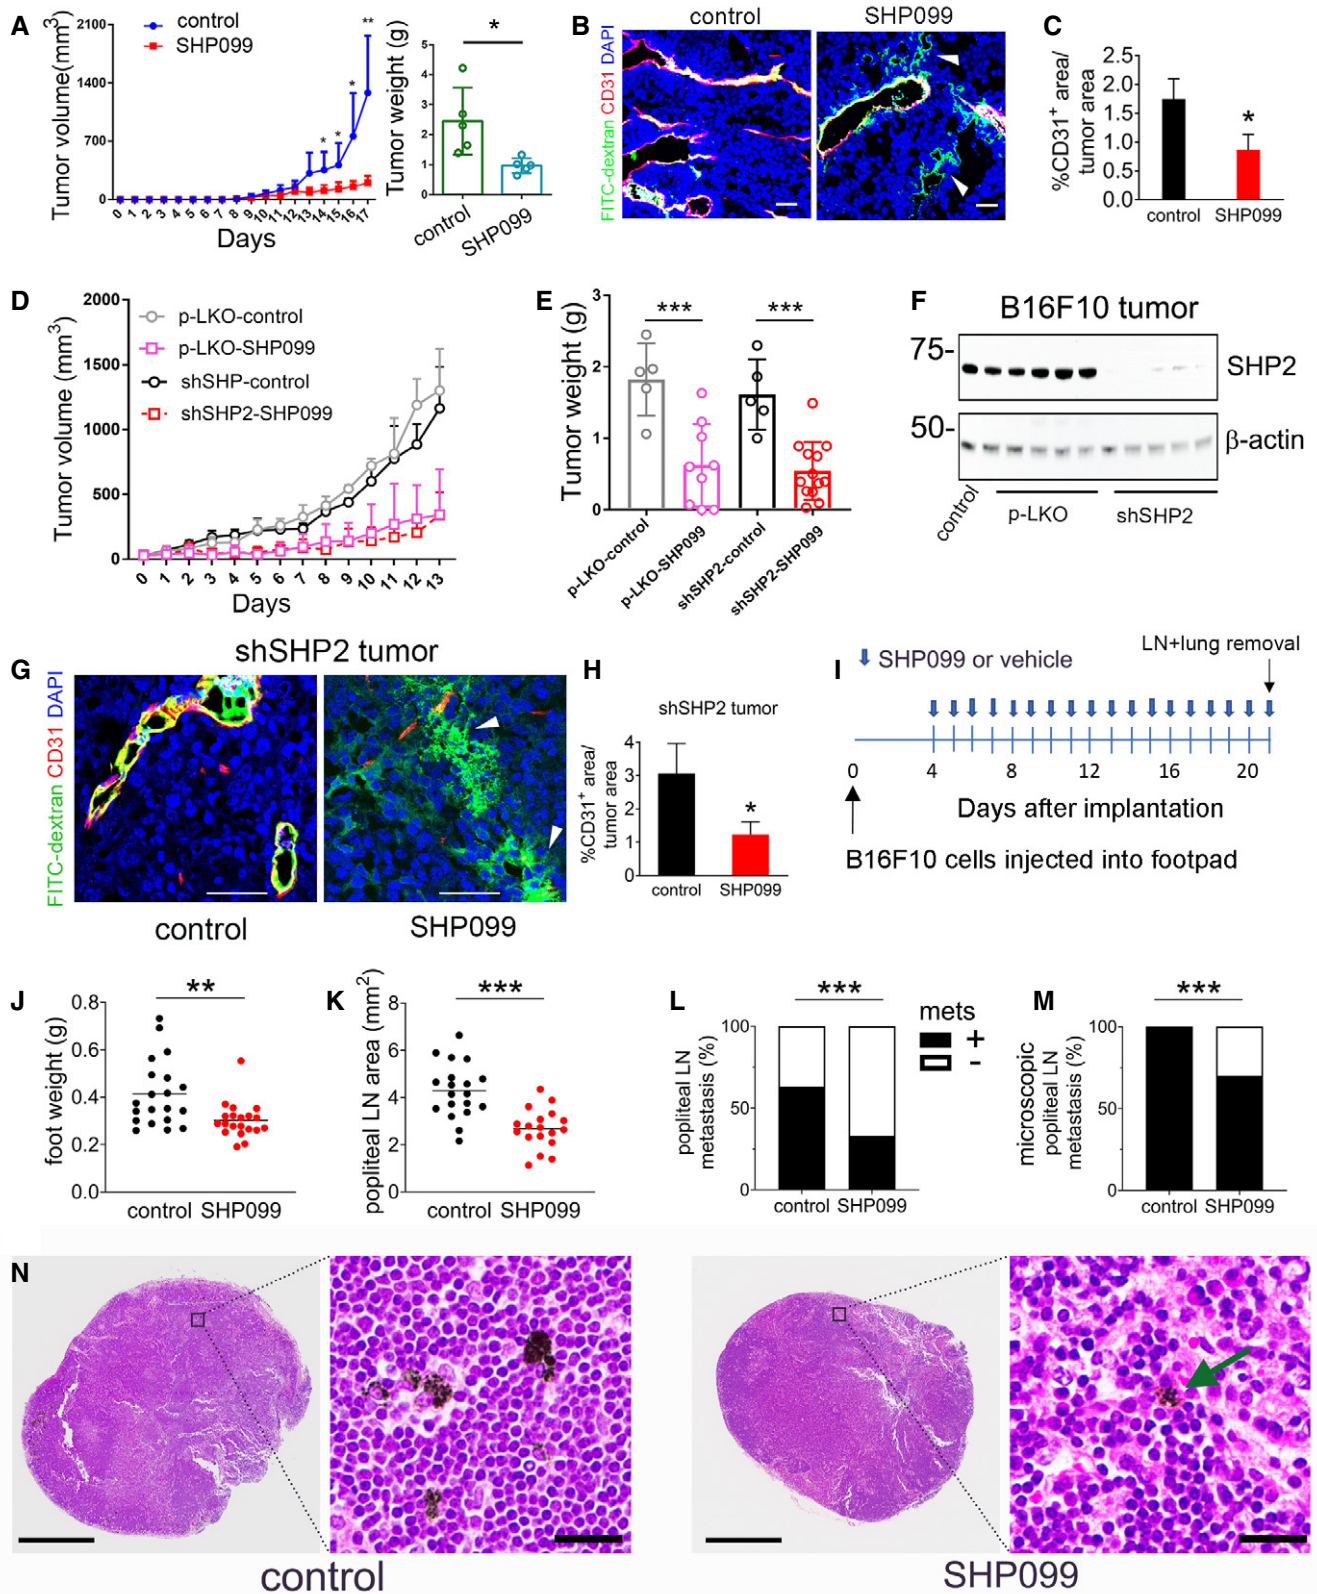 A
control
SHP099
Tumor volume(mm3)
2100
1400
700
0
* * * **
0 1 2 3 4 5 6 7 8 9 10 11 12 13 14 15 16 17
Days
Tumor weight (g)
5
4
3
2
1
0
*
control
SHP099
B
control
SHP099
FITC-dextran CD31 DAPI
C
%CD31+ area/
tumor area
2.5
2.0
1.5
1.0
0.5
0.0
*
control SHP099
D
Tumor volume (mm3)
2000
1500
1000
500
0
p-LKO-control
p-LKO-SHP099
shSHP-control
shSHP2-SHP099
0 1 2 3 4 5 6 7 8 9 10 11 12 13
Days
E
Tumor weight (g)
3
2
1
0
*** ***
p-LKO-control
p-LKO-SHP099
shSHP2-control
shSHP2-SHP099
F
B16F10 tumor
75-
SHP2
50-
β-actin
control
p-LKO
shSHP2
G
shSHP2 tumor
FITC-dextran CD31 DAPI
control
SHP099
H
shSHP2 tumor
%CD31+ area/
tumor area
4
3
2
1
0
*
control SHP099
I
LN+lung removal
SHP099 or vehicle
0 4 8 12 16 20
Days after implantation
B16F10 cells injected into footpad
J
foot weight (g)
0.8
0.6
0.4
0.2
0.0
**
control SHP099
K
popliteal LN area (mm2)
8
6
4
2
0
***
control SHP099
L
popliteal LN
metastasis (%)
100
50
0
***
control SHP099
mets
+
-
M
microscopic
popliteal LN
metastasis (%)
100
50
0
***
control SHP099
N
control
SHP099